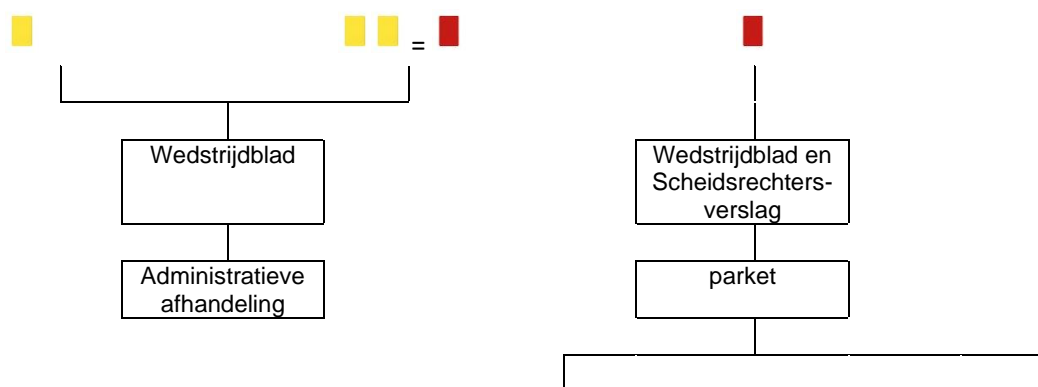 =
Wedstrijdblad
Wedstrijdblad en
Scheidsrechters-
verslag
Administratieve
afhandeling
parket